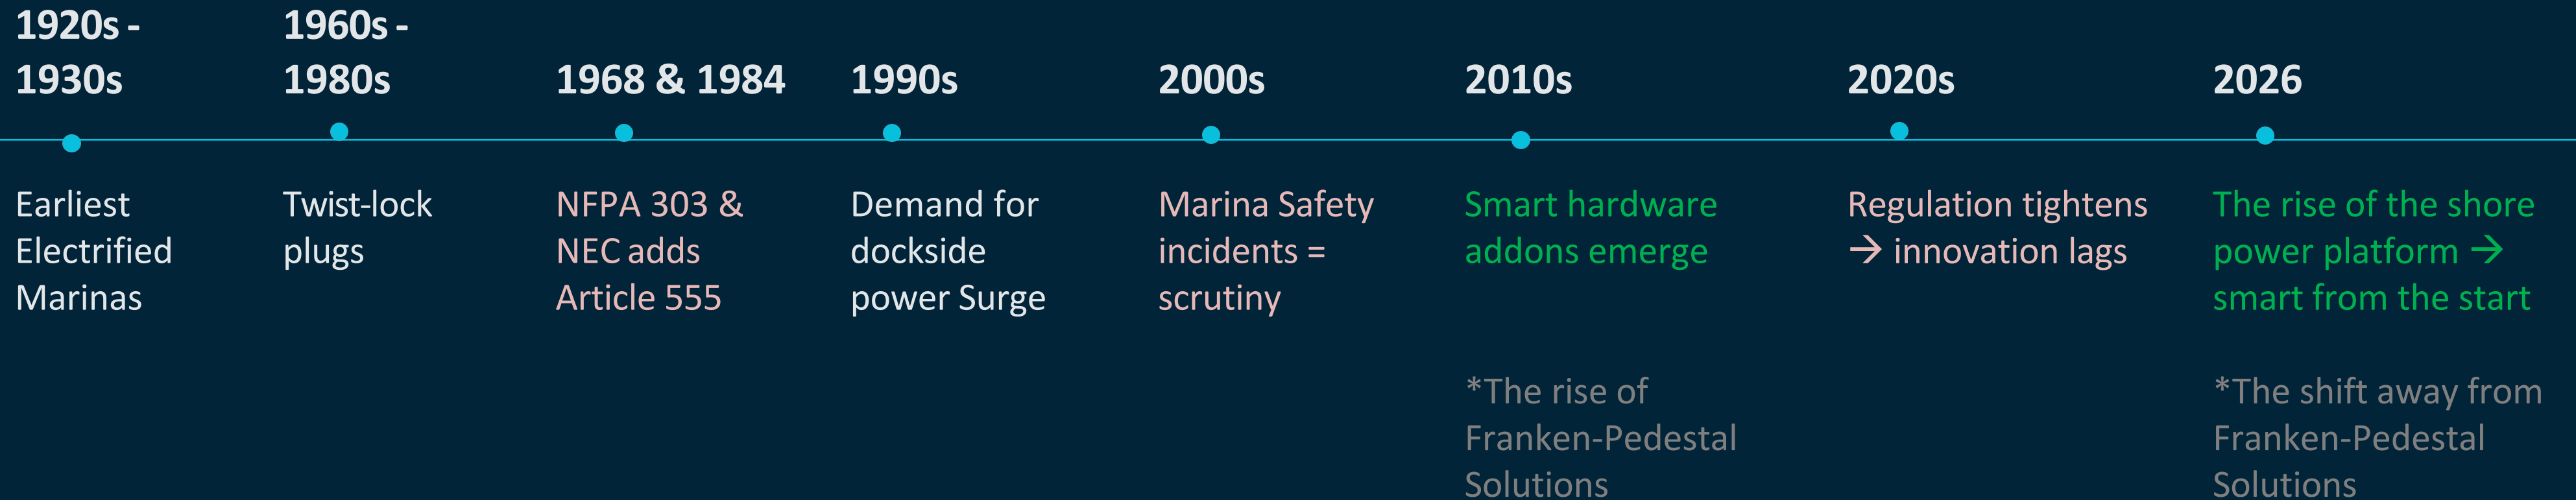 1920s -
1930s
1960s -
1980s
1968 & 1984
1990s
2000s
2010s
2020s
2026
Earliest
Electrified
Marinas
Twist-lock
plugs
NFPA 303 &
NEC adds
Article 555
Demand for
dockside
power Surge
Marina Safety
incidents =
scrutiny
Smart hardware
addons emerge
*The rise of
Franken-Pedestal
Solutions
Regulation tightens
→ innovation lags
The rise of the shore
power platform →
smart from the start
*The shift away from
Franken-Pedestal
Solutions